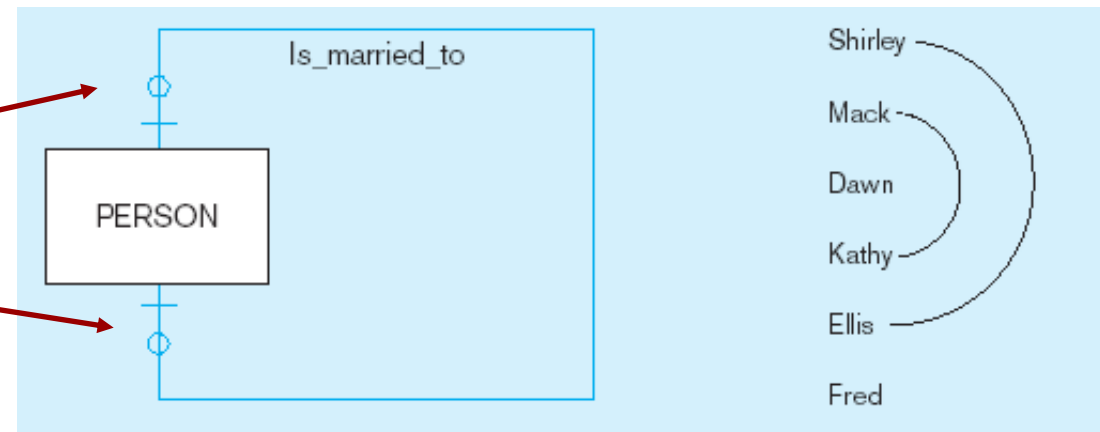 Is_married_to
PERSON
Shirley
Mack
Dawn
Kathy
Ellis
Fred